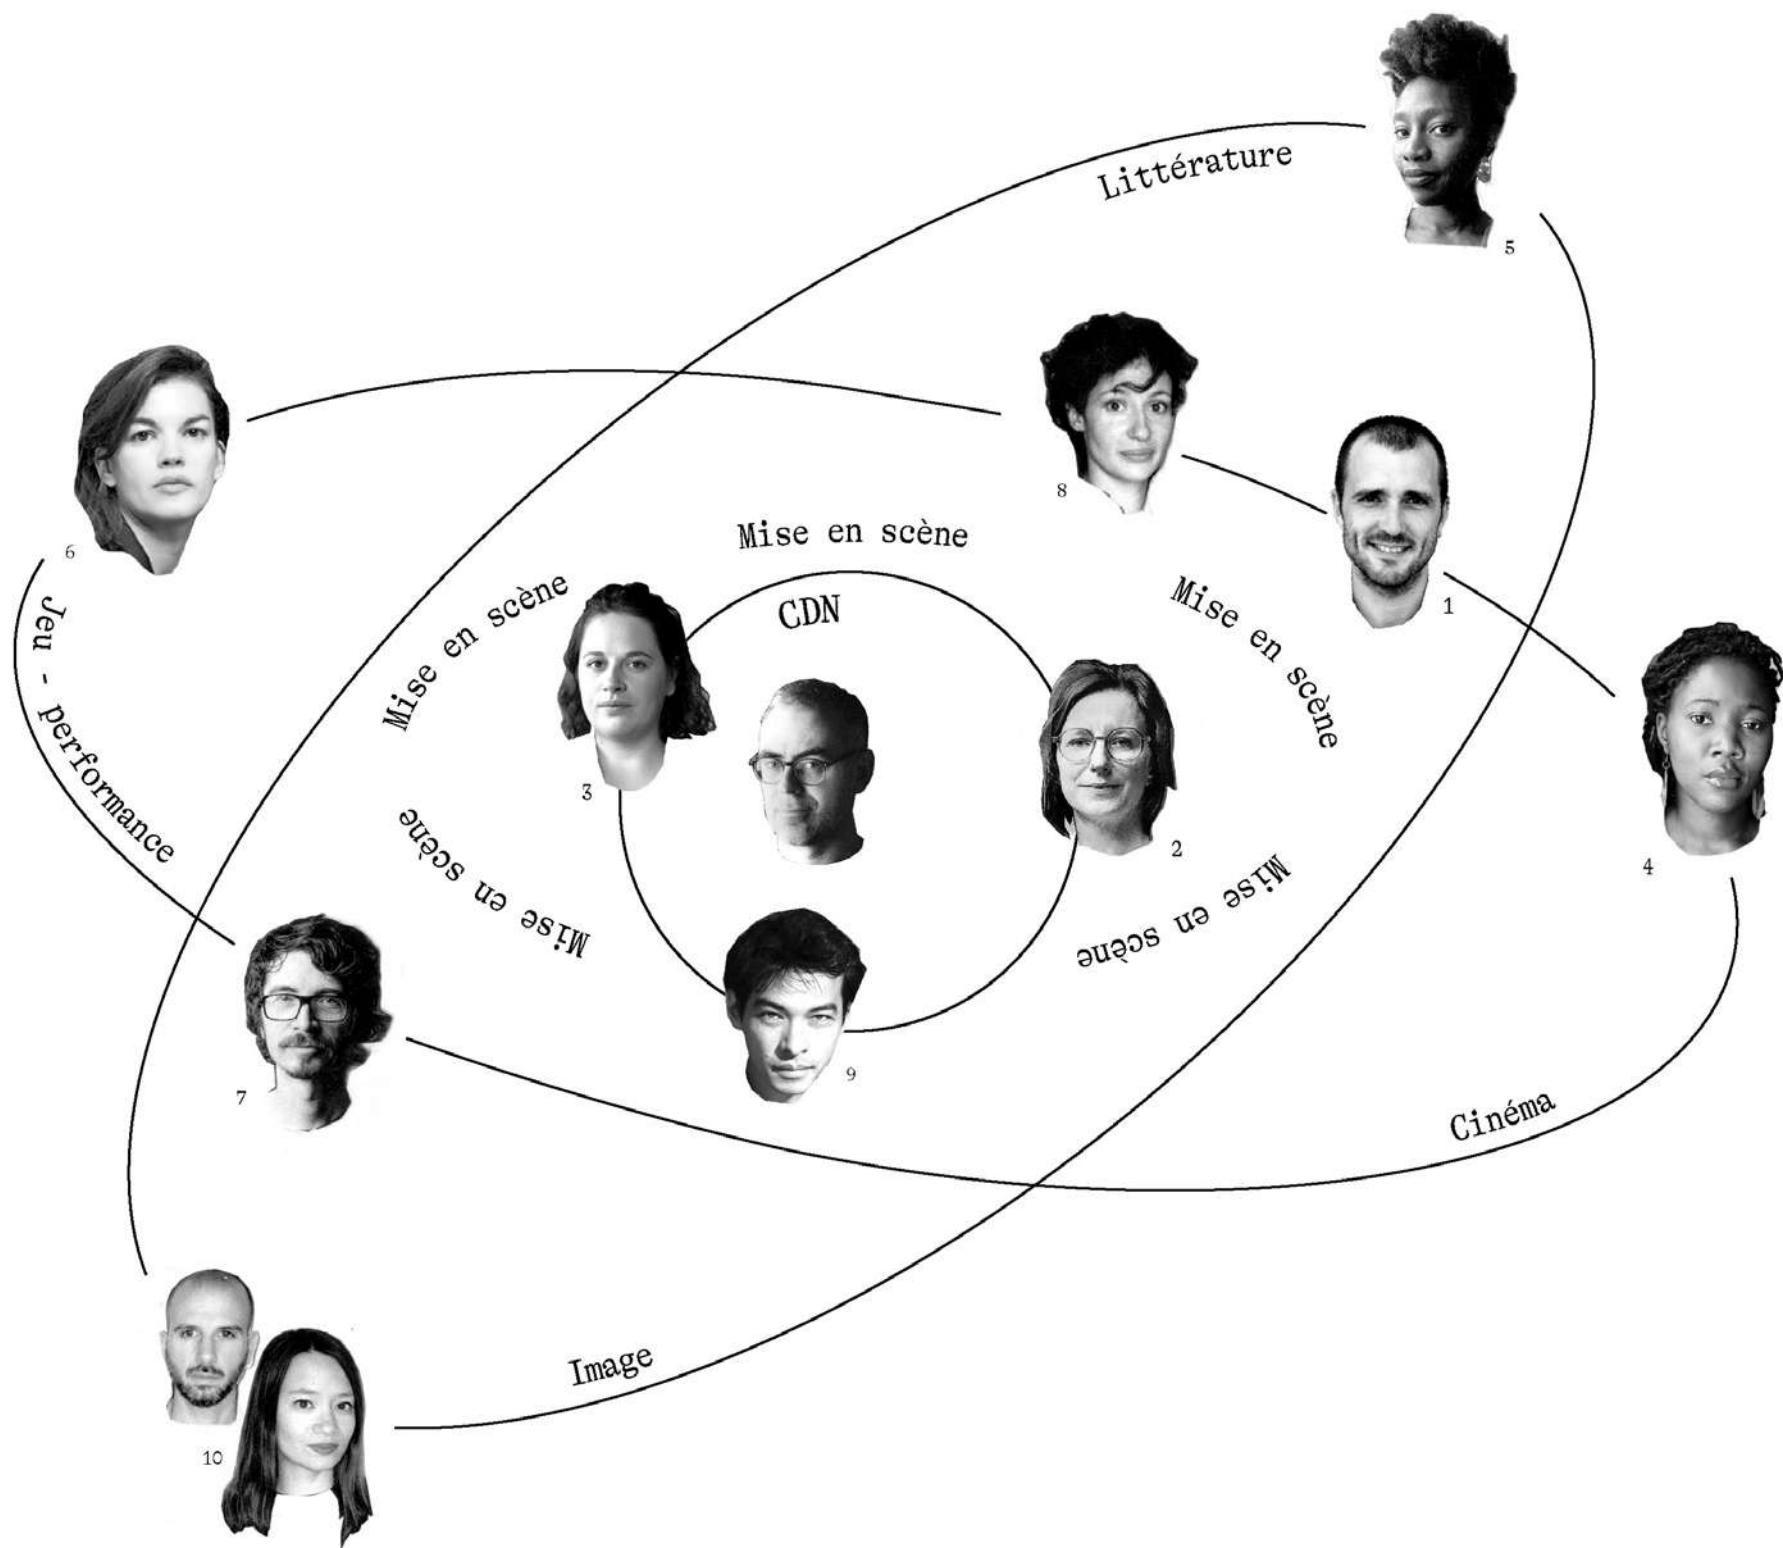 Littérature
5
8
6
Mise en scène
Mise en scène
Mise en scène
CDN
1
Jeu - performance
3
2
4
Mise en scène
Mise en scène
9
7
Cinéma
Image
10